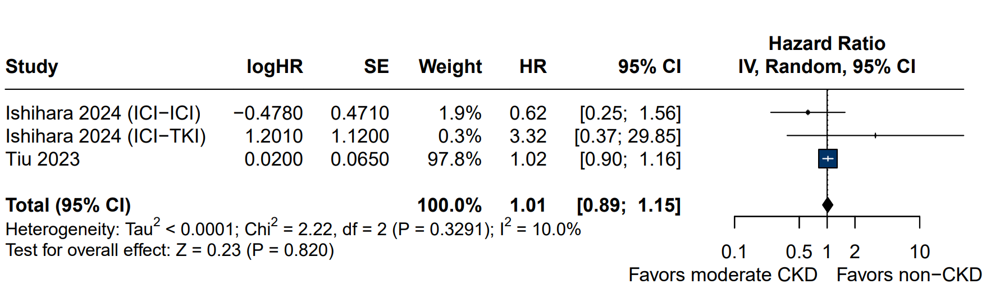 Hazard Ratio
Study logHR SE Weight HR 95% CI IV, Random, 95% CI
Ishihara 2024 (ICI−ICI) −0.4780 0.4710 1.9% 0.62 [0.25; 1.56]
Ishihara 2024 (ICI−TKI) 1.2010 1.1200 0.3% 3.32 [0.37; 29.85]
Tiu 2023 0.0200 0.0650 97.8% 1.02 [0.90; 1.16]
Total (95% CI) 100.0% 1.01 [0.89; 1.15]
Heterogeneity: Tau² < 0.0001; Chi² = 2.22, df = 2 (P = 0.3291); I² = 10.0%
Test for overall effect: Z = 0.23 (P = 0.820)
0.1 0.5 1 2 10
Favors moderate CKD Favors non−CKD